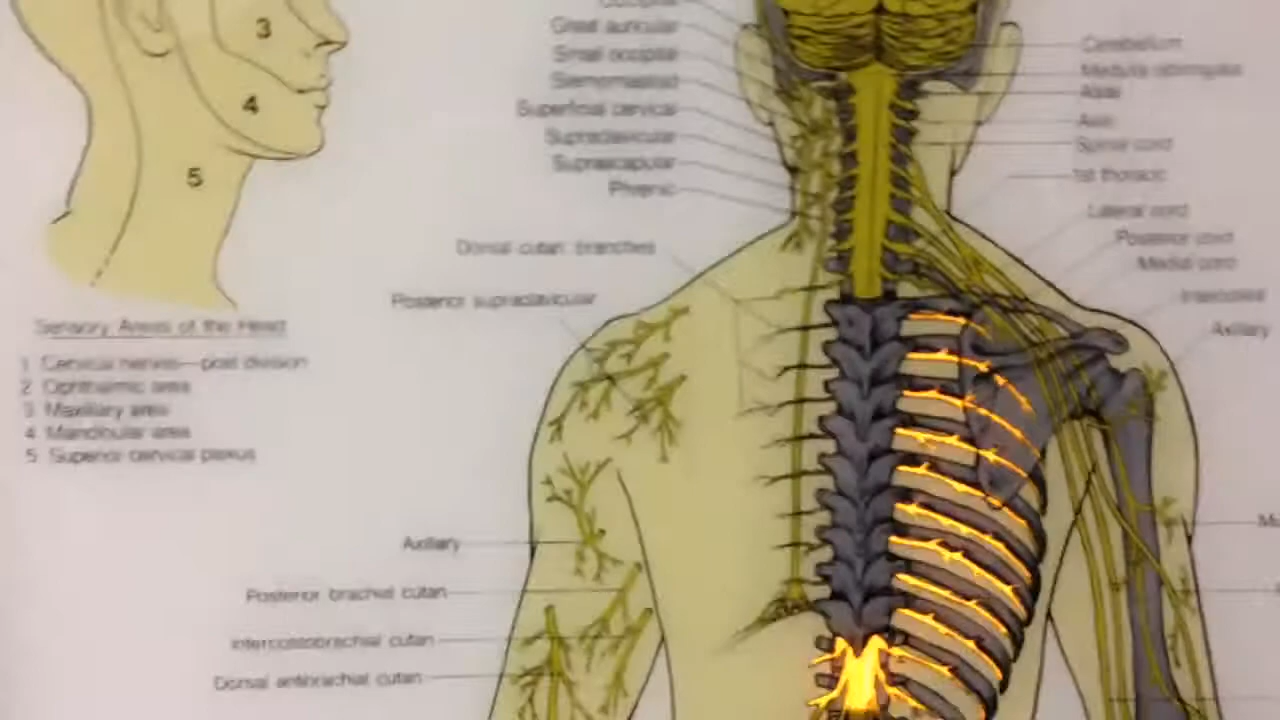 3
4
5
Great auricular
Small occipital
Sternomastoid
Superficial cervical
Supraclavicular
Suprascapular
Phrenic
Dorsal cutan. branches
Posterior supraclavicular
Sensory Areas of the Head
1 Cervical nerves—post division
2 Ophthalmic area
3 Maxillary area
4 Mandibular area
5 Superior cervical plexus
Axillary
Posterior brachial cutan
Intercostobrachial cutan
Dorsal antibrachial cutan
Cerebellum
Medulla oblongata
Atlas
Axis
Spinal cord
1st thoracic
Lateral cord
Posterior cord
Medial cord
Intercostal
Axillary